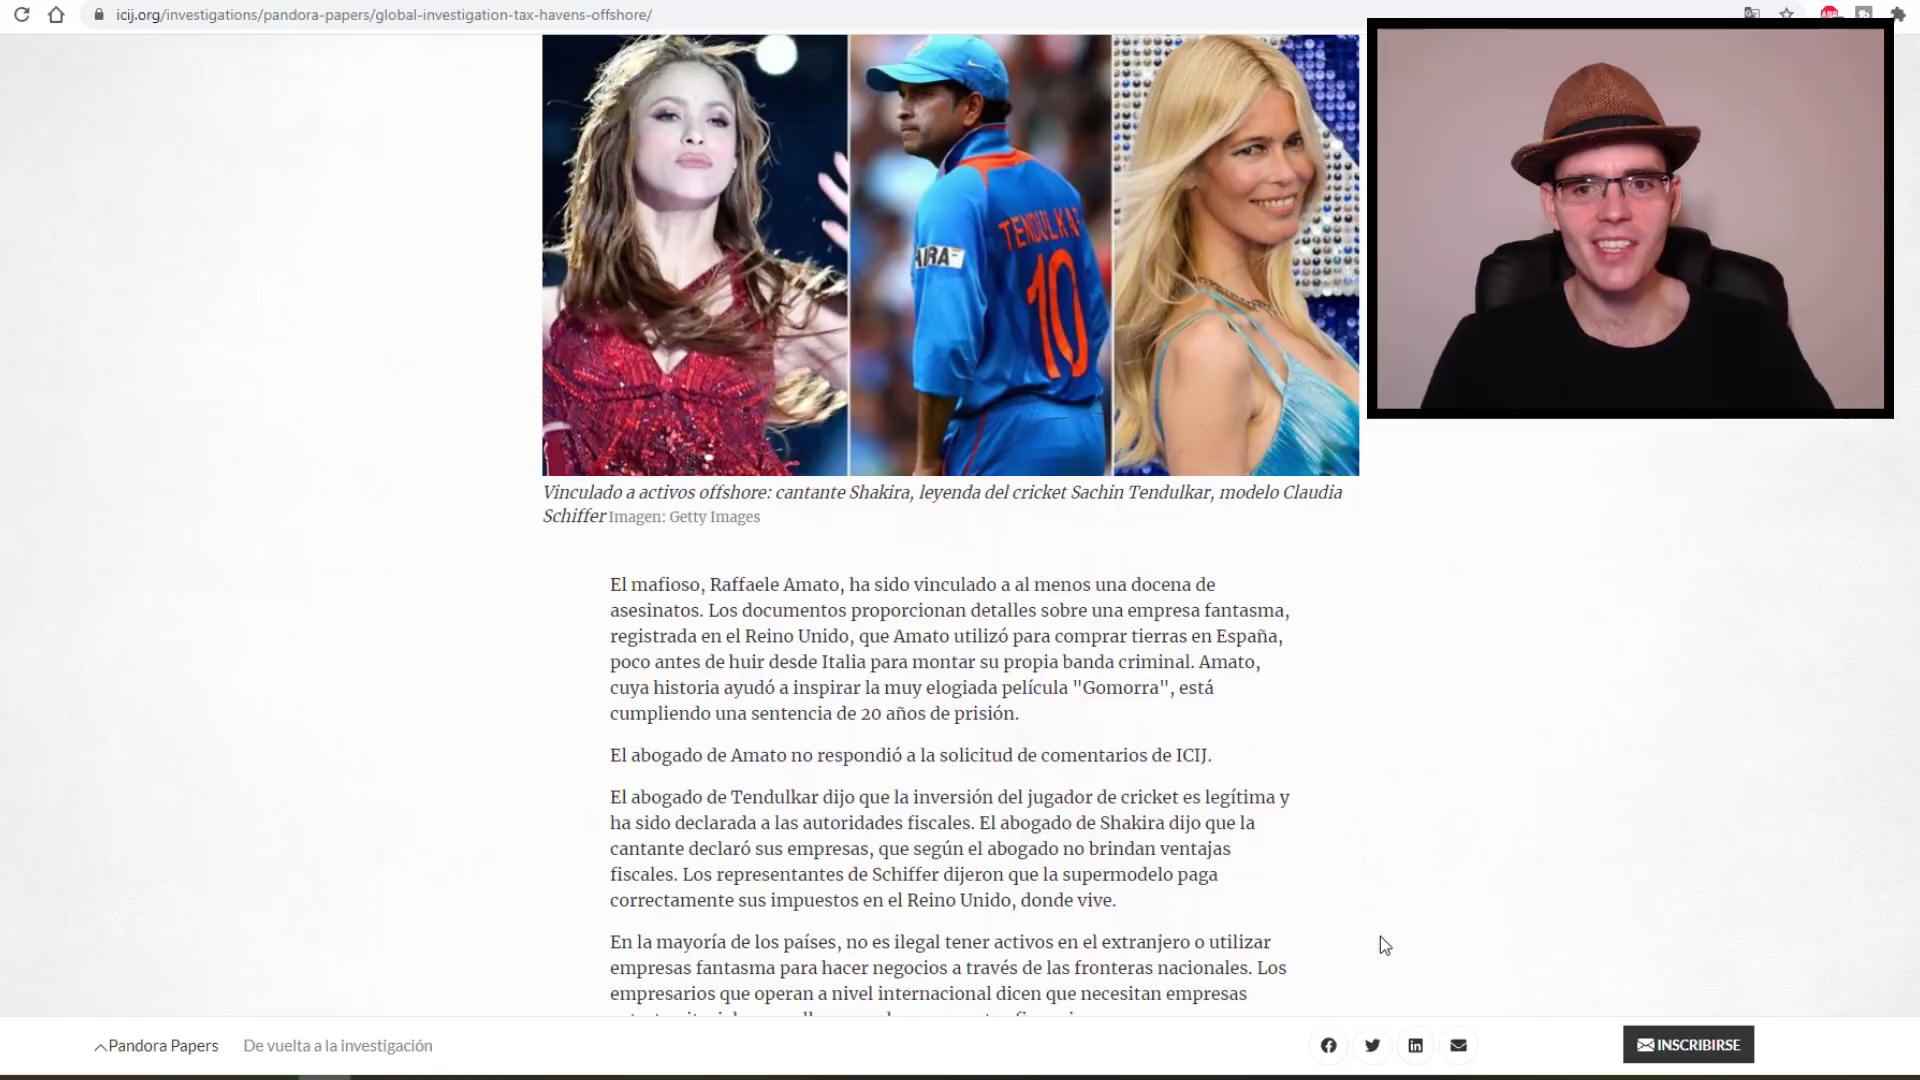 icij.org/investigations/pandora-papers/global-investigation-tax-havens-offshore/
TENDULKAR
10
Vinculado a activos offshore: cantante Shakira, leyenda del cricket Sachin Tendulkar, modelo Claudia
Schiffer Imagen: Getty Images
El mafioso, Raffaele Amato, ha sido vinculado a al menos una docena de
asesinatos. Los documentos proporcionan detalles sobre una empresa fantasma,
registrada en el Reino Unido, que Amato utilizó para comprar tierras en España,
poco antes de huir desde Italia para montar su propia banda criminal. Amato,
cuya historia ayudó a inspirar la muy elogiada película "Gomorra", está
cumpliendo una sentencia de 20 años de prisión.
El abogado de Amato no respondió a la solicitud de comentarios de ICIJ.
El abogado de Tendulkar dijo que la inversión del jugador de cricket es legítima y
ha sido declarada a las autoridades fiscales. El abogado de Shakira dijo que la
cantante declaró sus empresas, que según el abogado no brindan ventajas
fiscales. Los representantes de Schiffer dijeron que la supermodelo paga
correctamente sus impuestos en el Reino Unido, donde vive.
En la mayoría de los países, no es ilegal tener activos en el extranjero o utilizar
empresas fantasma para hacer negocios a través de las fronteras nacionales. Los
empresarios que operan a nivel internacional dicen que necesitan empresas
Pandora Papers
De vuelta a la investigación
INSCRIBIRSE